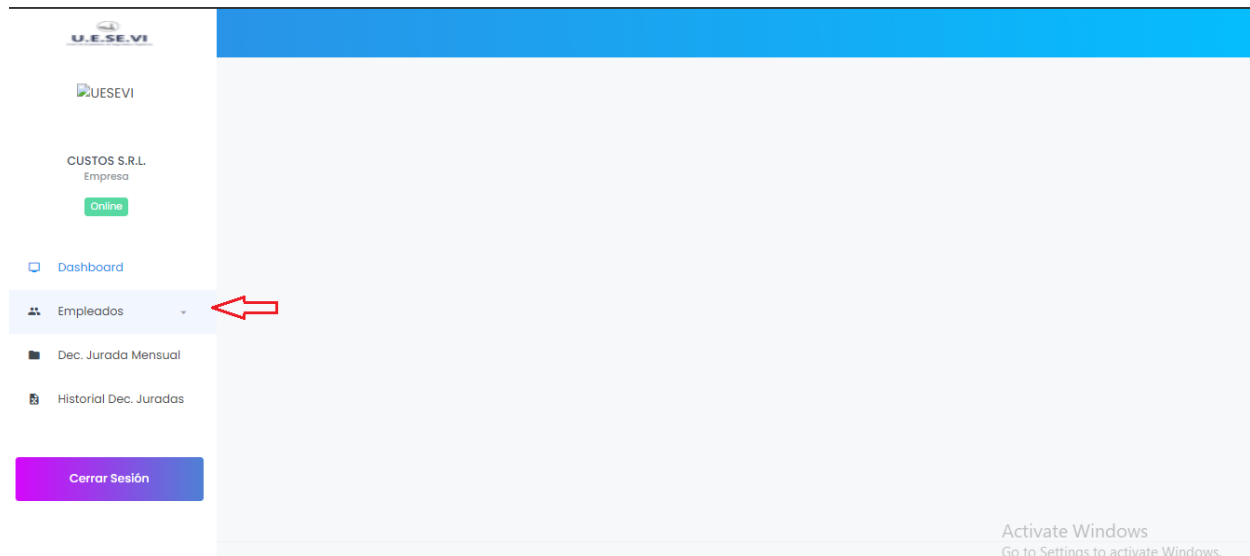 U.E.SE.VI
UESEVI
CUSTOS S.R.L.
Empresa
Online
Dashboard
Empleados
Dec. Jurada Mensual
Historial Dec. Juradas
Cerrar Sesión
Activate Windows
Go to Settings to activate Windows.